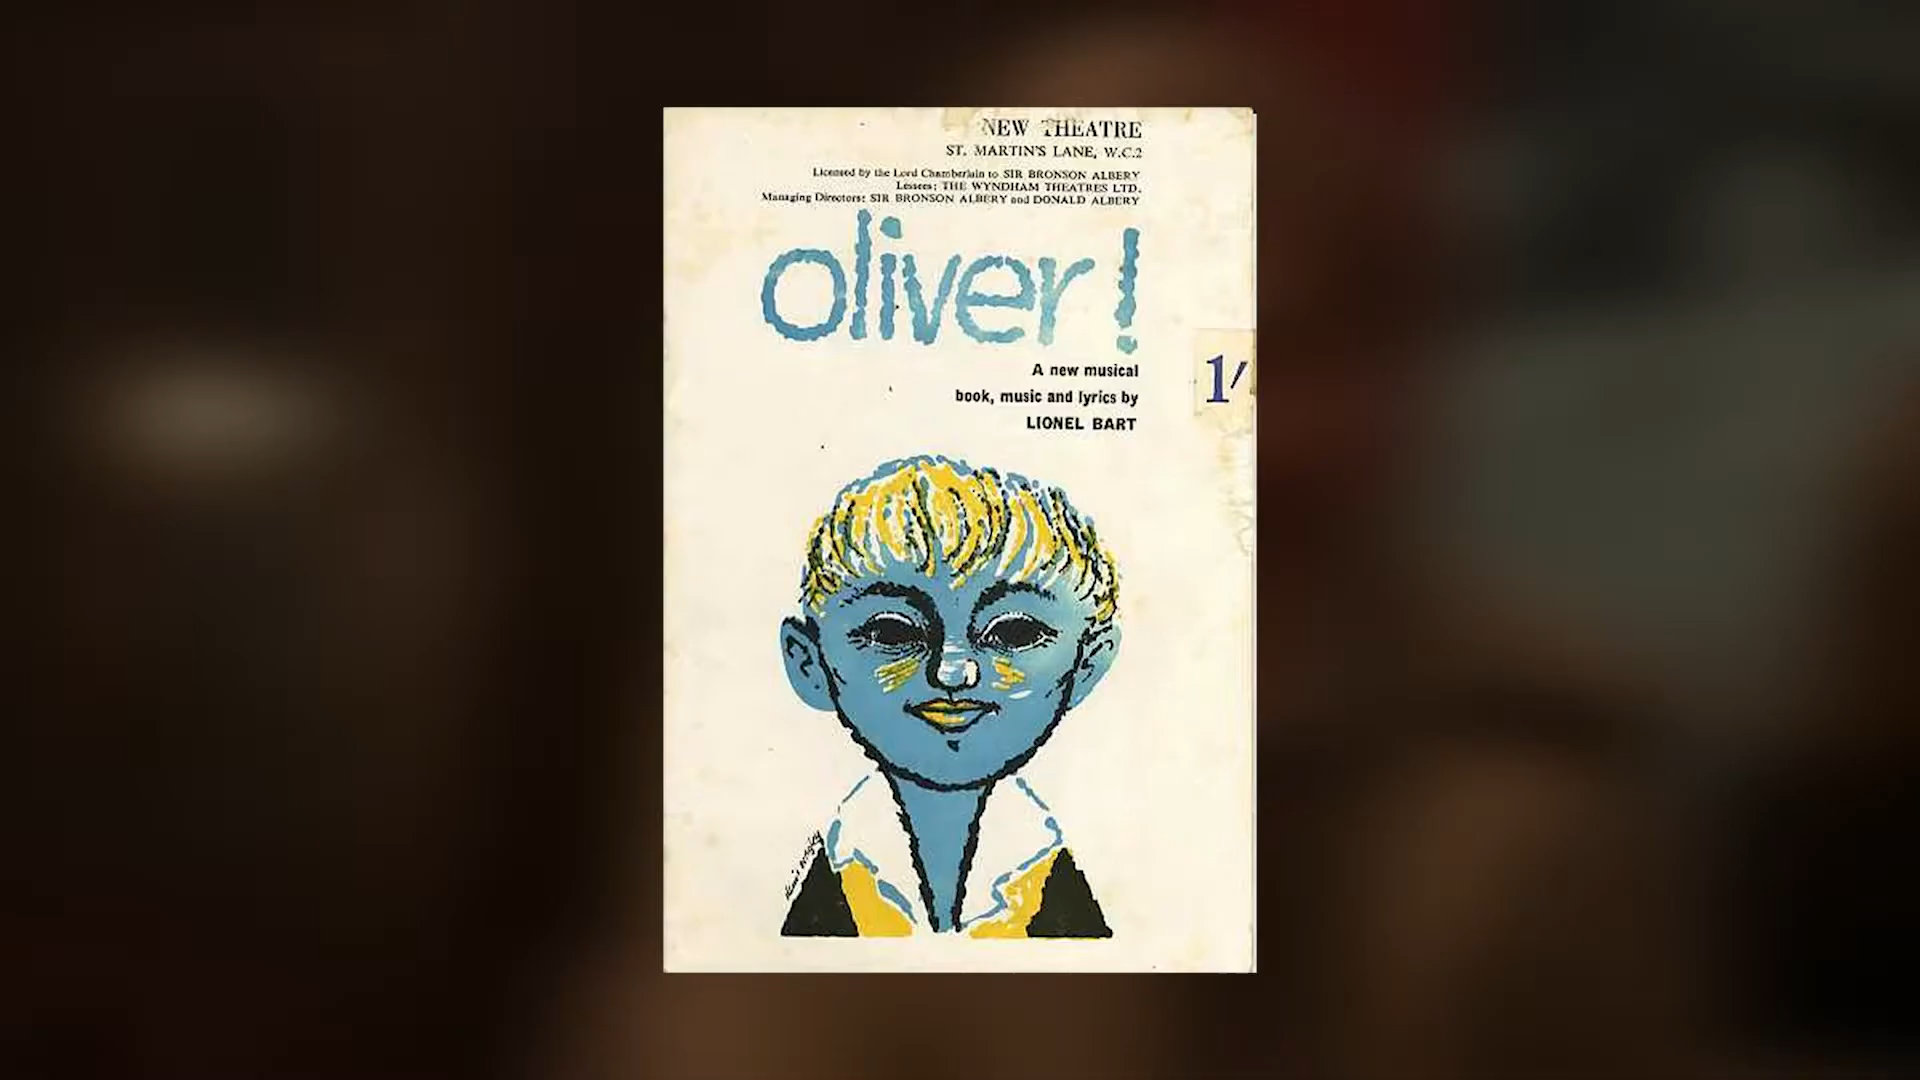 NEW THEATRE
ST. MARTIN'S LANE, W.C.2
Licensed by the Lord Chamberlain to SIR BRONSON ALBERY
Lessees: THE WYNDHAM THEATRES LTD.
Managing Directors: SIR BRONSON ALBERY and DONALD ALBERY
oliver!
A new musical
book, music and lyrics by
LIONEL BART
1/